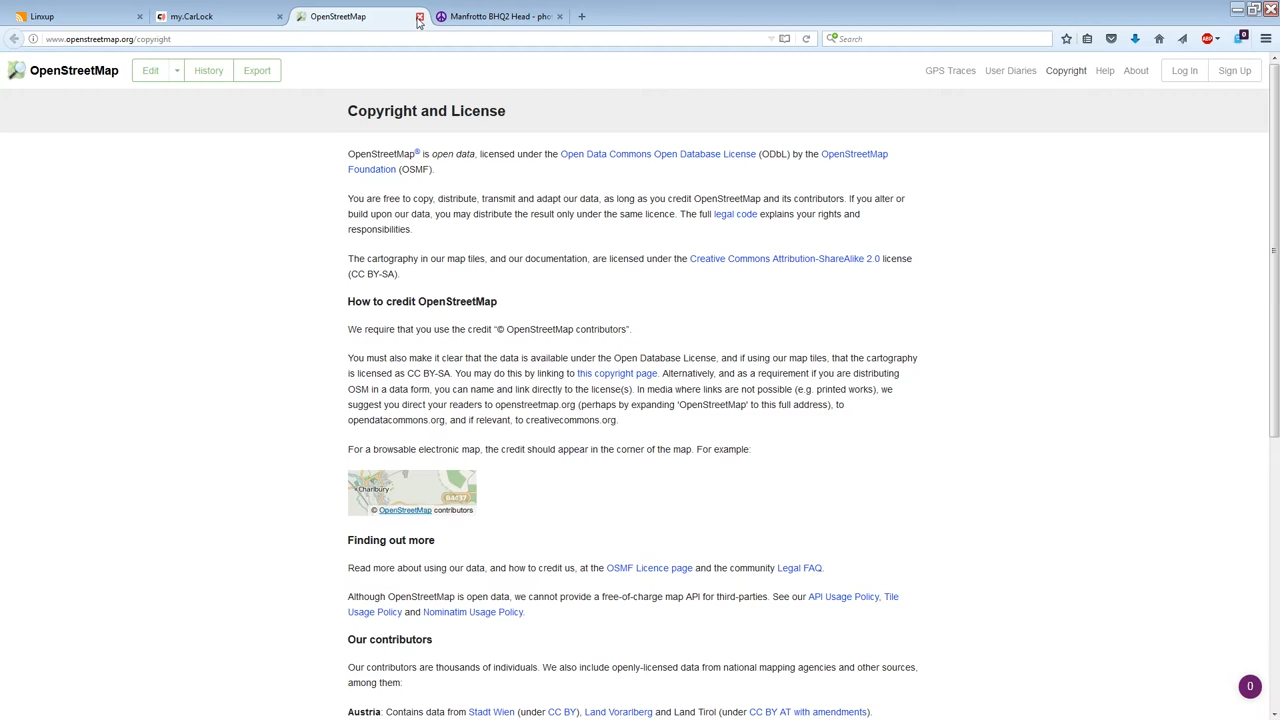 Linxup
my.CarLock
OpenStreetMap
Manfrotto BHQ2 Head - pho
www.openstreetmap.org/copyright
Search
ABP
0
OpenStreetMap
Edit
History
Export
GPS Traces
User Diaries
Copyright
Help
About
Log In
Sign Up
Copyright and License
OpenStreetMap® is open data, licensed under the Open Data Commons Open Database License (ODbL) by the OpenStreetMap
Foundation (OSMF).
You are free to copy, distribute, transmit and adapt our data, as long as you credit OpenStreetMap and its contributors. If you alter or
build upon our data, you may distribute the result only under the same licence. The full legal code explains your rights and
responsibilities.
The cartography in our map tiles, and our documentation, are licensed under the Creative Commons Attribution-ShareAlike 2.0 license
(CC BY-SA).
How to credit OpenStreetMap
We require that you use the credit “© OpenStreetMap contributors”.
You must also make it clear that the data is available under the Open Database License, and if using our map tiles, that the cartography
is licensed as CC BY-SA. You may do this by linking to this copyright page. Alternatively, and as a requirement if you are distributing
OSM in a data form, you can name and link directly to the license(s). In media where links are not possible (e.g. printed works), we
suggest you direct your readers to openstreetmap.org (perhaps by expanding 'OpenStreetMap' to this full address), to
opendatacommons.org, and if relevant, to creativecommons.org.
For a browsable electronic map, the credit should appear in the corner of the map. For example:
Charlbury
B4437
© OpenStreetMap contributors
Finding out more
Read more about using our data, and how to credit us, at the OSMF Licence page and the community Legal FAQ.
Although OpenStreetMap is open data, we cannot provide a free-of-charge map API for third-parties. See our API Usage Policy, Tile
Usage Policy and Nominatim Usage Policy.
Our contributors
Our contributors are thousands of individuals. We also include openly-licensed data from national mapping agencies and other sources,
among them:
0
Austria: Contains data from Stadt Wien (under CC BY), Land Vorarlberg and Land Tirol (under CC BY AT with amendments).